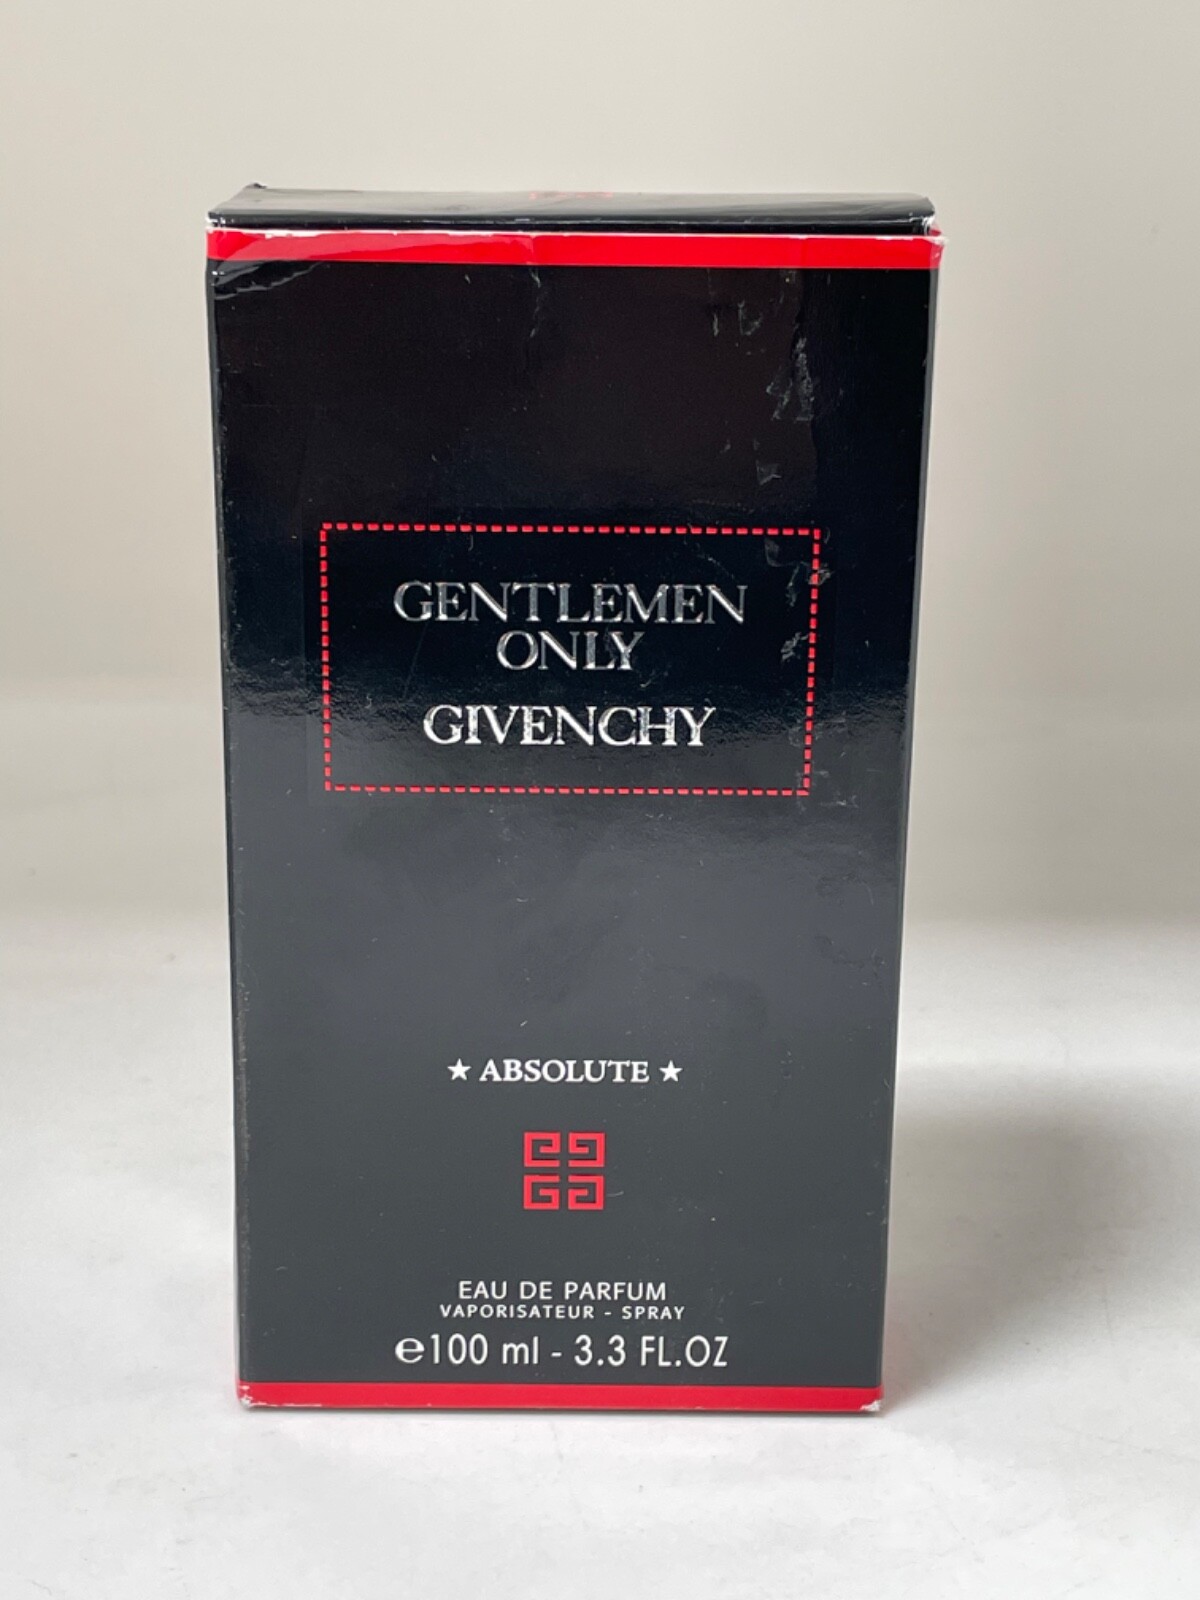 GENTLEMEN
ONLY
GIVENCHY
★ ABSOLUTE ★
EAU DE PARFUM
VAPORISATEUR - SPRAY
℮100 ml - 3.3 FL.OZ